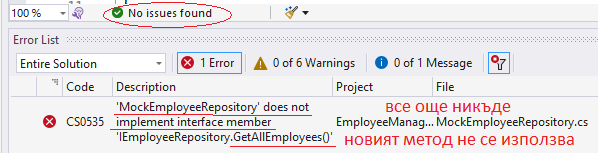 100 %
No issues found
Error List
Entire Solution
1 Error
0 of 6 Warnings
0 of 1 Message
Code
Description
Project
File
'MockEmployeeRepository' does not
все още никъде
CS0535
implement interface member
EmployeeManag...
MockEmployeeRepository.cs
'IEmployeeRepository.GetAllEmployees()'
новият метод не се използва